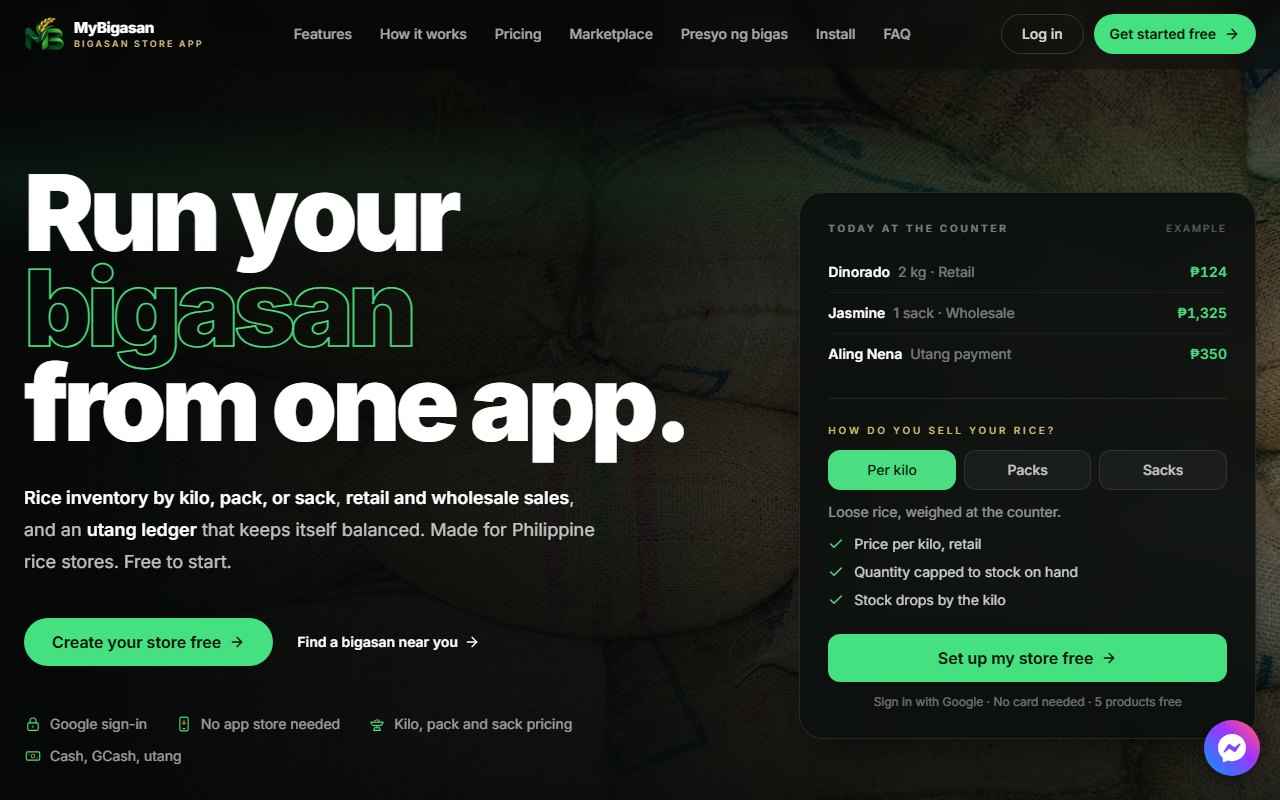 MyBigasan
BIGASAN STORE APP
Features
How it works
Pricing
Marketplace
Presyo ng bigas
Install
FAQ
Log in
Get started free →
Run your
bigasan
from one app.
Rice inventory by kilo, pack, or sack, retail and wholesale sales,
and an utang ledger that keeps itself balanced. Made for Philippine
rice stores. Free to start.
Create your store free →
Find a bigasan near you →
Google sign-in
No app store needed
Kilo, pack and sack pricing
Cash, GCash, utang
TODAY AT THE COUNTER
EXAMPLE
Dinorado 2 kg · Retail ₱124
Jasmine 1 sack · Wholesale ₱1,325
Aling Nena Utang payment ₱350
HOW DO YOU SELL YOUR RICE?
Per kilo
Packs
Sacks
Loose rice, weighed at the counter.
Price per kilo, retail
Quantity capped to stock on hand
Stock drops by the kilo
Set up my store free →
Sign in with Google · No card needed · 5 products free